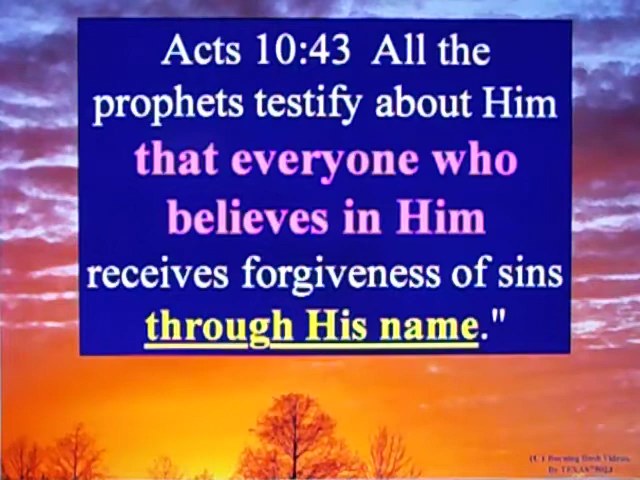 Acts 10:43  All the
prophets testify about Him
that everyone who
believes in Him
receives forgiveness of sins
through His name."